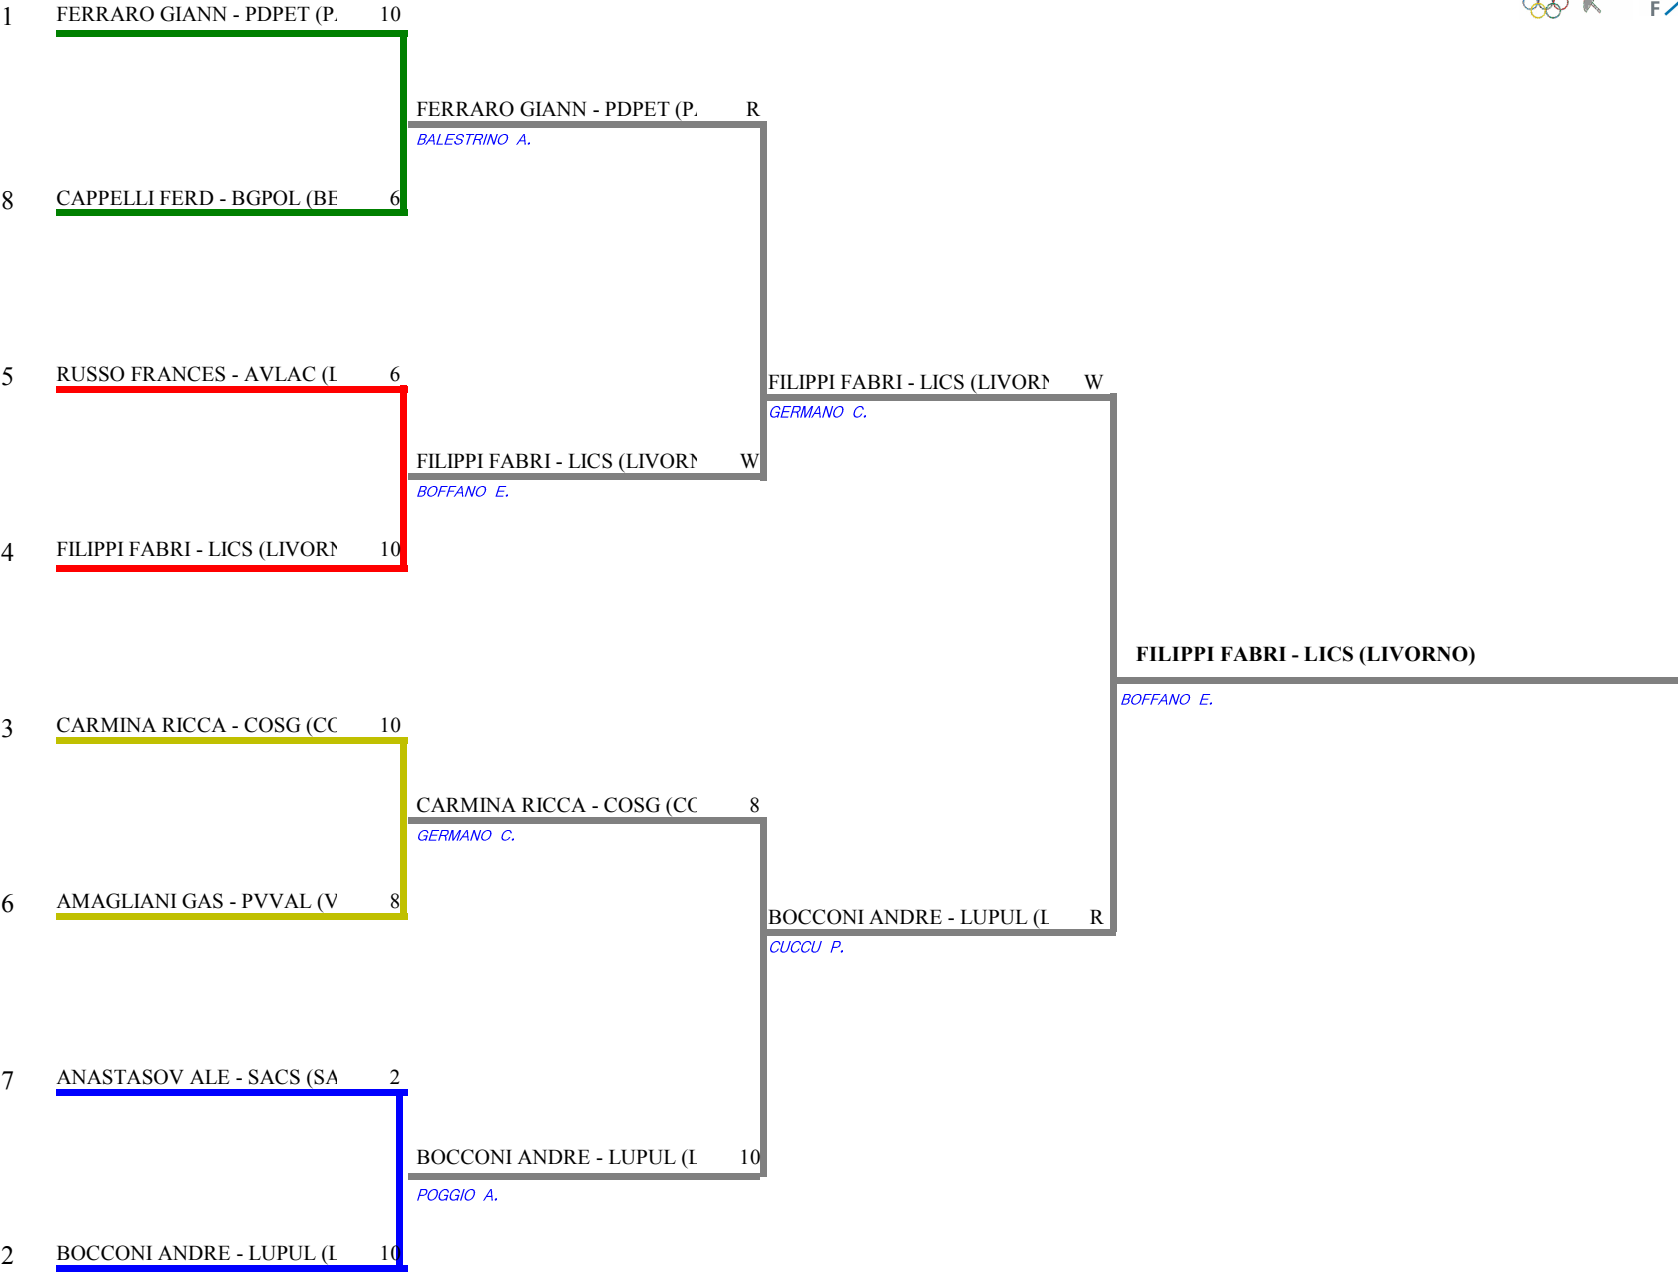 1 FERRARO GIANN - PDPET (P. 10
F
FERRARO GIANN - PDPET (P. R
BALESTRINO A.
8 CAPPELLI FERD - BGPOL (BE 6
5 RUSSO FRANCES - AVLAC (L 6
FILIPPI FABRI - LICS (LIVORN W
GERMANO C.
FILIPPI FABRI - LICS (LIVORN W
BOFFANO E.
4 FILIPPI FABRI - LICS (LIVORN 10
FILIPPI FABRI - LICS (LIVORNO)
BOFFANO E.
3 CARMINA RICCA - COSG (CO 10
CARMINA RICCA - COSG (CO 8
GERMANO C.
6 AMAGLIANI GAS - PVVAL (V 8
BOCCONI ANDRE - LUPUL (L R
CUCCU P.
7 ANASTASOV ALE - SACS (SA 2
BOCCONI ANDRE - LUPUL (L 10
POGGIO A.
2 BOCCONI ANDRE - LUPUL (L 10